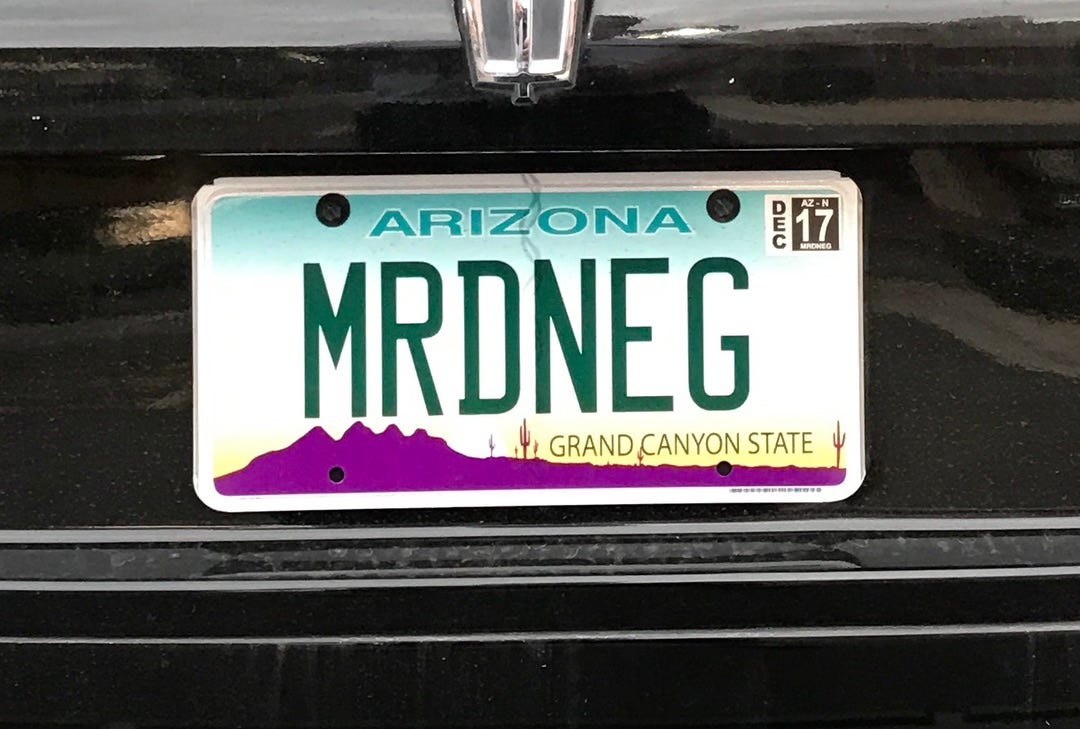 ARIZONA
DEC
AZ - N
17
MRDNEG
MRDNEG
GRAND CANYON STATE